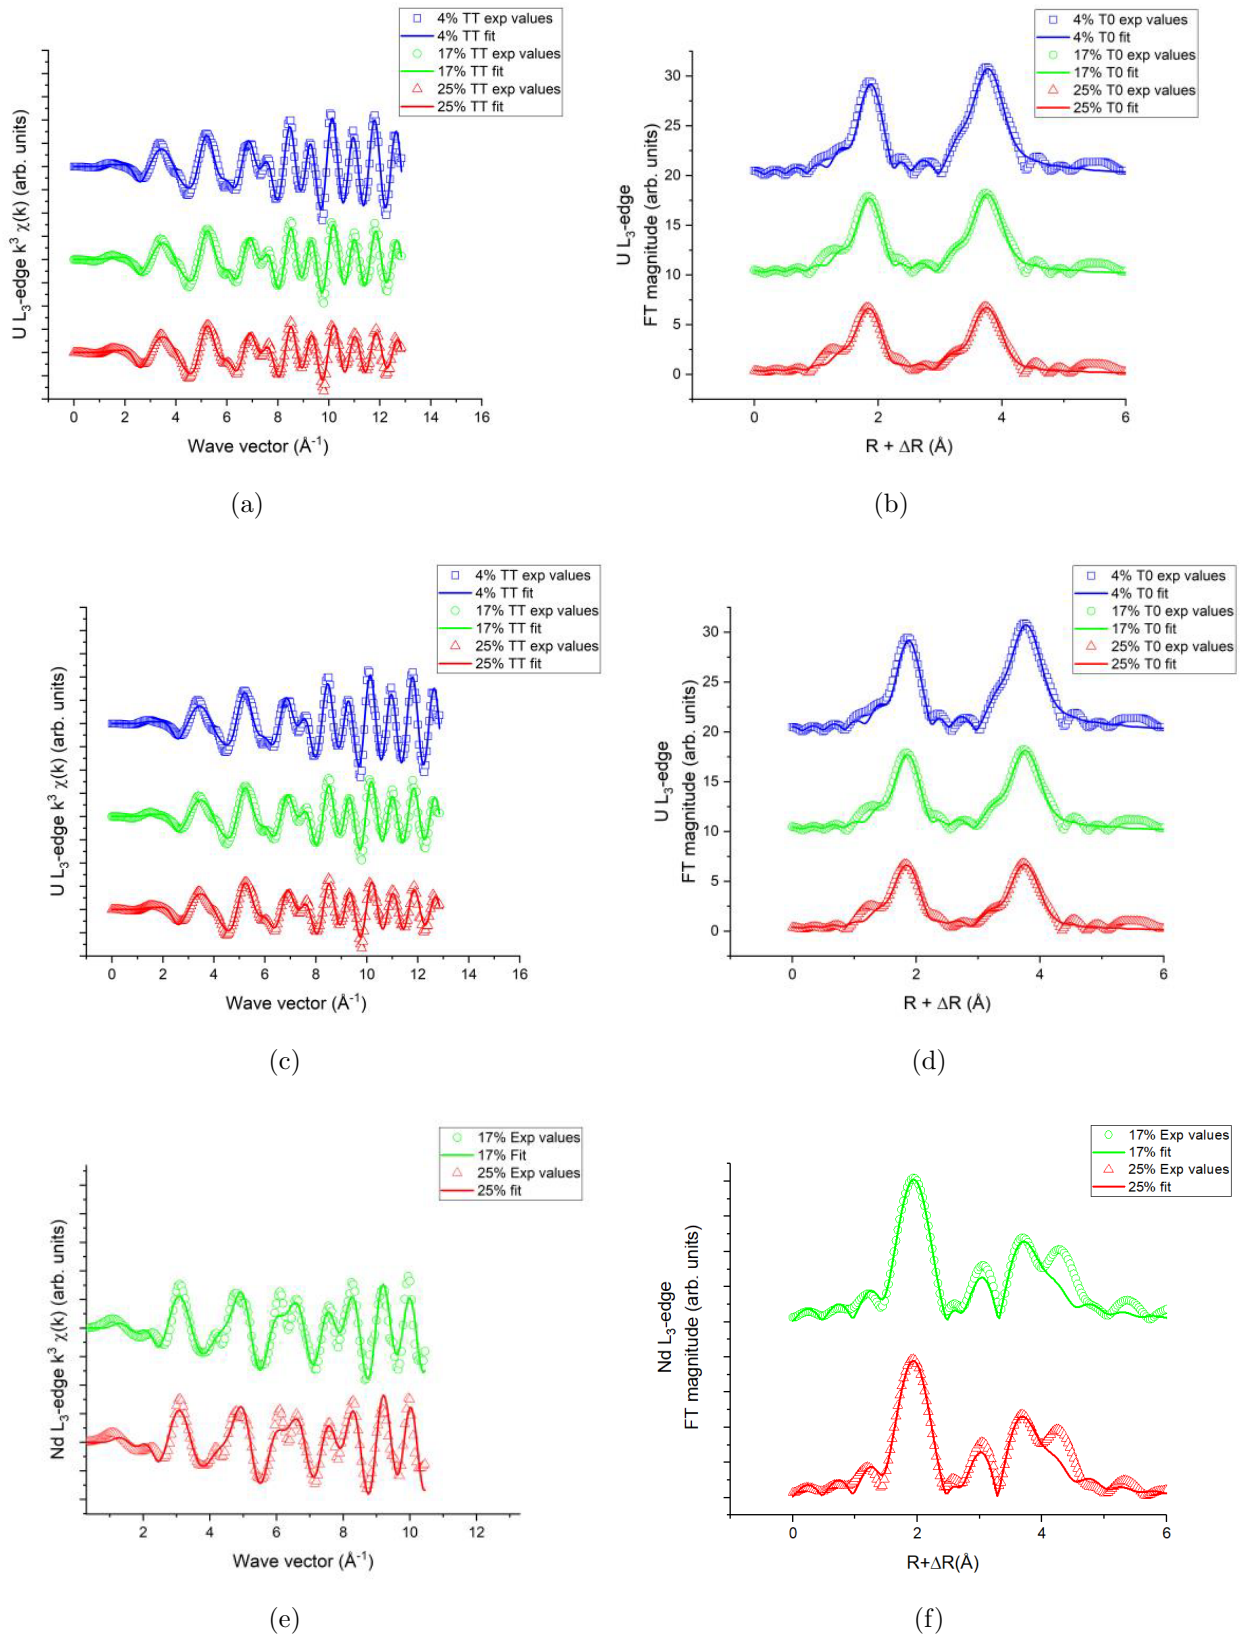 4% TT exp values
4% TT fit
17% TT exp values
17% TT fit
25% TT exp values
25% TT fit
U L₃-edge k³ χ(k) (arb. units)
0 2 4 6 8 10 12 14 16
Wave vector (Å⁻¹)
(a)
4% T0 exp values
4% T0 fit
17% T0 exp values
17% T0 fit
25% T0 exp values
25% T0 fit
U L₃-edge
FT magnitude (arb. units)
30
20
15
10
5
0
0 2 4 6
R + ΔR (Å)
(b)
4% TT exp values
4% TT fit
17% TT exp values
17% TT fit
25% TT exp values
25% TT fit
U L₃-edge k³ χ(k) (arb. units)
0 2 4 6 8 10 12 14 16
Wave vector (Å⁻¹)
(c)
4% T0 exp values
4% T0 fit
17% T0 exp values
17% T0 fit
25% T0 exp values
25% T0 fit
U L₃-edge
FT magnitude (arb. units)
30
25
20
15
10
5
0
0 2 4 6
R + ΔR (Å)
(d)
17% Exp values
17% Fit
25% Exp values
25% fit
Nd L₃-edge k³ χ(k) (arb. units)
2 4 6 8 10 12
Wave vector (Å⁻¹)
(e)
17% Exp values
17% fit
25% Exp values
25% fit
Nd L₃-edge
FT magnitude (arb. units)
0 2 4 6
R+ΔR(Å)
(f)